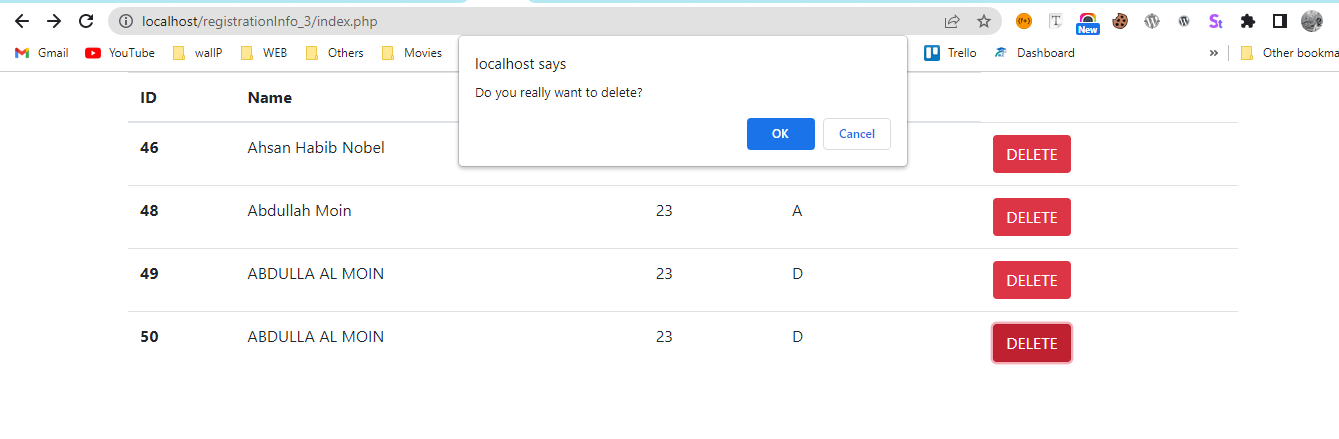 localhost/registrationInfo_3/index.php
New
St
Gmail YouTube wallP WEB Others Movies Trello Dashboard » Other bookma
localhost says
Do you really want to delete?
OK Cancel
ID Name
46 Ahsan Habib Nobel DELETE
48 Abdullah Moin 23 A DELETE
49 ABDULLA AL MOIN 23 D DELETE
50 ABDULLA AL MOIN 23 D DELETE